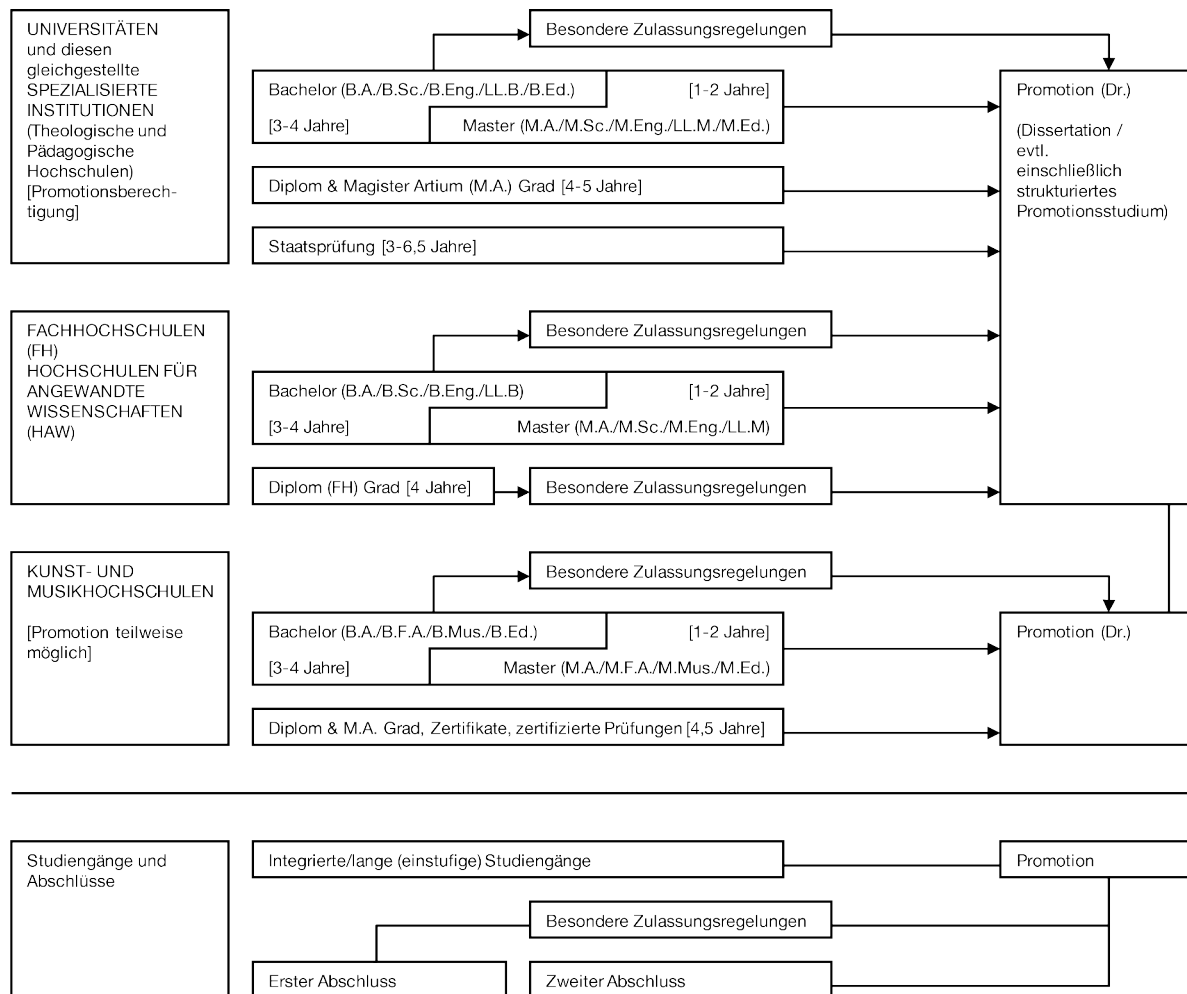 UNIVERSITÄTEN
und diesen
gleichgestellte
SPEZIALISIERTE
INSTITUTIONEN
(Theologische und
Pädagogische
Hochschulen)
[Promotionsberech-
tigung]
Besondere Zulassungsregelungen
Bachelor (B.A./B.Sc./B.Eng./LL.B./B.Ed.)
[1-2 Jahre]
[3-4 Jahre]
Master (M.A./M.Sc./M.Eng./LL.M./M.Ed.)
Diplom & Magister Artium (M.A.) Grad [4-5 Jahre]
Staatsprüfung [3-6,5 Jahre]
Promotion (Dr.)
(Dissertation /
evtl.
einschließlich
strukturiertes
Promotionsstudium)
FACHHOCHSCHULEN
(FH)
HOCHSCHULEN FÜR
ANGEWANDTE
WISSENSCHAFTEN
(HAW)
Besondere Zulassungsregelungen
Bachelor (B.A./B.Sc./B.Eng./LL.B)
[1-2 Jahre]
[3-4 Jahre]
Master (M.A./M.Sc./M.Eng./LL.M)
Diplom (FH) Grad [4 Jahre]
Besondere Zulassungsregelungen
KUNST- UND
MUSIKHOCHSCHULEN
[Promotion teilweise
möglich]
Besondere Zulassungsregelungen
Bachelor (B.A./B.F.A./B.Mus./B.Ed.)
[1-2 Jahre]
[3-4 Jahre]
Master (M.A./M.F.A./M.Mus./M.Ed.)
Diplom & M.A. Grad, Zertifikate, zertifizierte Prüfungen [4,5 Jahre]
Promotion (Dr.)
Studiengänge und
Abschlüsse
Integrierte/lange (einstufige) Studiengänge
Promotion
Besondere Zulassungsregelungen
Erster Abschluss
Zweiter Abschluss